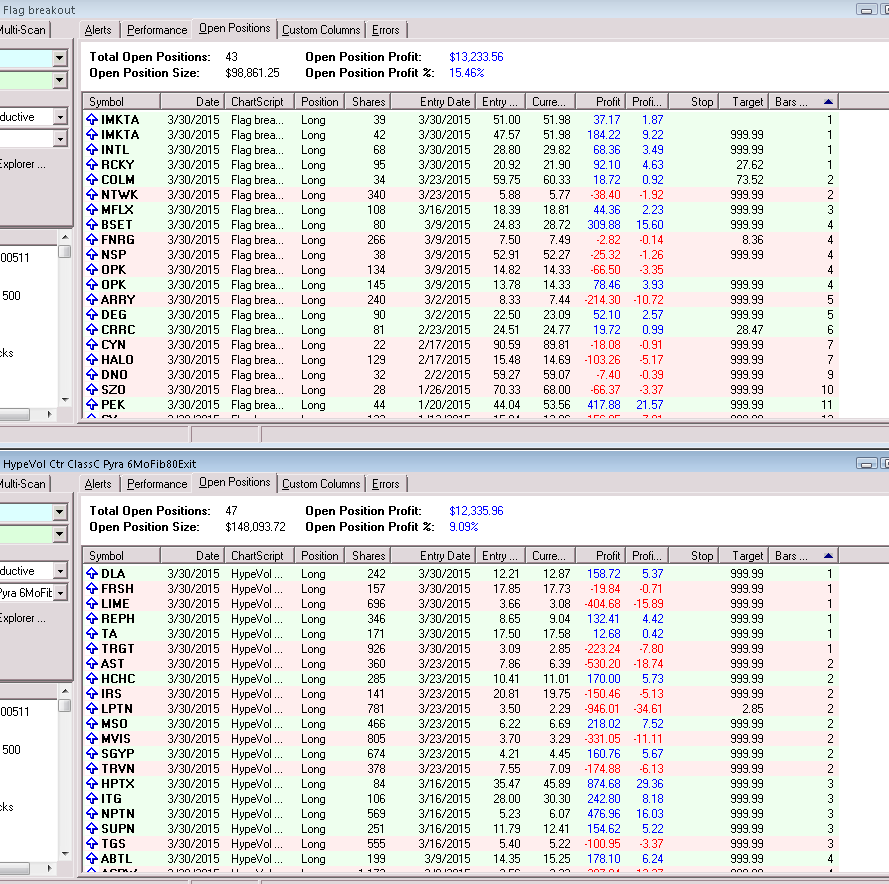 Flag breakout
Multi-Scan Alerts Performance Open Positions Custom Columns Errors
Total Open Positions: 43 Open Position Profit: $13,233.56
Open Position Size: $98,861.25 Open Position Profit %: 15.46%
Symbol Date ChartScript Position Shares Entry Date Entry ... Curre... Profit Profi... Stop Target Bars ...
IMKTA 3/30/2015 Flag brea... Long 39 3/30/2015 51.00 51.98 37.17 1.87 1
ductive IMKTA 3/30/2015 Flag brea... Long 42 3/30/2015 47.57 51.98 184.22 9.22 999.99 1
INTL 3/30/2015 Flag brea... Long 68 3/30/2015 28.80 29.82 68.36 3.49 999.99 1
Explorer ... RCKY 3/30/2015 Flag brea... Long 95 3/30/2015 20.92 21.90 92.10 4.63 27.62 1
COLM 3/30/2015 Flag brea... Long 34 3/23/2015 59.75 60.33 18.72 0.92 73.52 2
NTWK 3/30/2015 Flag brea... Long 340 3/23/2015 5.88 5.77 -38.40 -1.92 999.99 2
MFLX 3/30/2015 Flag brea... Long 108 3/16/2015 18.39 18.81 44.36 2.23 999.99 3
BSET 3/30/2015 Flag brea... Long 80 3/9/2015 24.83 28.72 309.88 15.60 999.99 4
FNRG 3/30/2015 Flag brea... Long 266 3/9/2015 7.50 7.49 -2.82 -0.14 8.36 4
00511 NSP 3/30/2015 Flag brea... Long 38 3/9/2015 52.91 52.27 -25.32 -1.26 999.99 4
OPK 3/30/2015 Flag brea... Long 134 3/9/2015 14.82 14.33 -66.50 -3.35 4
OPK 3/30/2015 Flag brea... Long 145 3/9/2015 13.78 14.33 78.46 3.93 999.99 4
500 ARRY 3/30/2015 Flag brea... Long 240 3/2/2015 8.33 7.44 -214.30 -10.72 999.99 5
DEG 3/30/2015 Flag brea... Long 90 3/2/2015 22.50 23.09 52.10 2.57 999.99 5
CRRC 3/30/2015 Flag brea... Long 81 2/23/2015 24.51 24.77 19.72 0.99 28.47 6
CYN 3/30/2015 Flag brea... Long 22 2/17/2015 90.59 89.81 -18.08 -0.91 999.99 7
cks HALO 3/30/2015 Flag brea... Long 129 2/17/2015 15.48 14.69 -103.26 -5.17 999.99 7
DNO 3/30/2015 Flag brea... Long 32 2/2/2015 59.27 59.07 -7.40 -0.39 999.99 9
SZO 3/30/2015 Flag brea... Long 28 1/26/2015 70.33 68.00 -66.37 -3.37 999.99 10
PEK 3/30/2015 Flag brea... Long 44 1/20/2015 44.04 53.56 417.88 21.57 999.99 11
HypeVol Ctr ClassC Pyra 6MoFib80Exit
Multi-Scan Alerts Performance Open Positions Custom Columns Errors
Total Open Positions: 47 Open Position Profit: $12,335.96
Open Position Size: $148,093.72 Open Position Profit %: 9.09%
Symbol Date ChartScript Position Shares Entry Date Entry ... Curre... Profit Profi... Stop Target Bars ...
ductive DLA 3/30/2015 HypeVol ... Long 242 3/30/2015 12.21 12.87 158.72 5.37 999.99 1
Pyra 6MoFib FRSH 3/30/2015 HypeVol ... Long 157 3/30/2015 17.85 17.73 -19.84 -0.71 999.99 1
LIME 3/30/2015 HypeVol ... Long 696 3/30/2015 3.66 3.08 -404.68 -15.89 999.99 1
Explorer ... REPH 3/30/2015 HypeVol ... Long 346 3/30/2015 8.65 9.04 132.41 4.42 999.99 1
TA 3/30/2015 HypeVol ... Long 171 3/30/2015 17.50 17.58 12.68 0.42 999.99 1
TRGT 3/30/2015 HypeVol ... Long 926 3/30/2015 3.09 2.85 -223.24 -7.80 999.99 1
AST 3/30/2015 HypeVol ... Long 360 3/23/2015 7.86 6.39 -530.20 -18.74 999.99 2
HCHC 3/30/2015 HypeVol ... Long 285 3/23/2015 10.41 11.01 170.00 5.73 999.99 2
IRS 3/30/2015 HypeVol ... Long 141 3/23/2015 20.81 19.75 -150.46 -5.13 999.99 2
00511 LPTN 3/30/2015 HypeVol ... Long 781 3/23/2015 3.50 2.29 -946.01 -34.61 2.85 2
MSO 3/30/2015 HypeVol ... Long 466 3/23/2015 6.22 6.69 218.02 7.52 999.99 2
MVIS 3/30/2015 HypeVol ... Long 805 3/23/2015 3.70 3.29 -331.05 -11.11 999.99 2
500 SGYP 3/30/2015 HypeVol ... Long 674 3/23/2015 4.21 4.45 160.76 5.67 999.99 2
TRVN 3/30/2015 HypeVol ... Long 378 3/23/2015 7.55 7.09 -174.88 -6.13 999.99 2
HPTX 3/30/2015 HypeVol ... Long 84 3/16/2015 35.47 45.89 874.68 29.36 999.99 3
ITG 3/30/2015 HypeVol ... Long 106 3/16/2015 28.00 30.30 242.80 8.18 999.99 3
cks NPTN 3/30/2015 HypeVol ... Long 569 3/16/2015 5.23 6.07 476.96 16.03 999.99 3
SUPN 3/30/2015 HypeVol ... Long 251 3/16/2015 11.79 12.41 154.62 5.22 999.99 3
TGS 3/30/2015 HypeVol ... Long 555 3/16/2015 5.40 5.22 -100.95 -3.37 999.99 3
ABTL 3/30/2015 HypeVol ... Long 199 3/9/2015 14.35 15.25 178.10 6.24 999.99 4